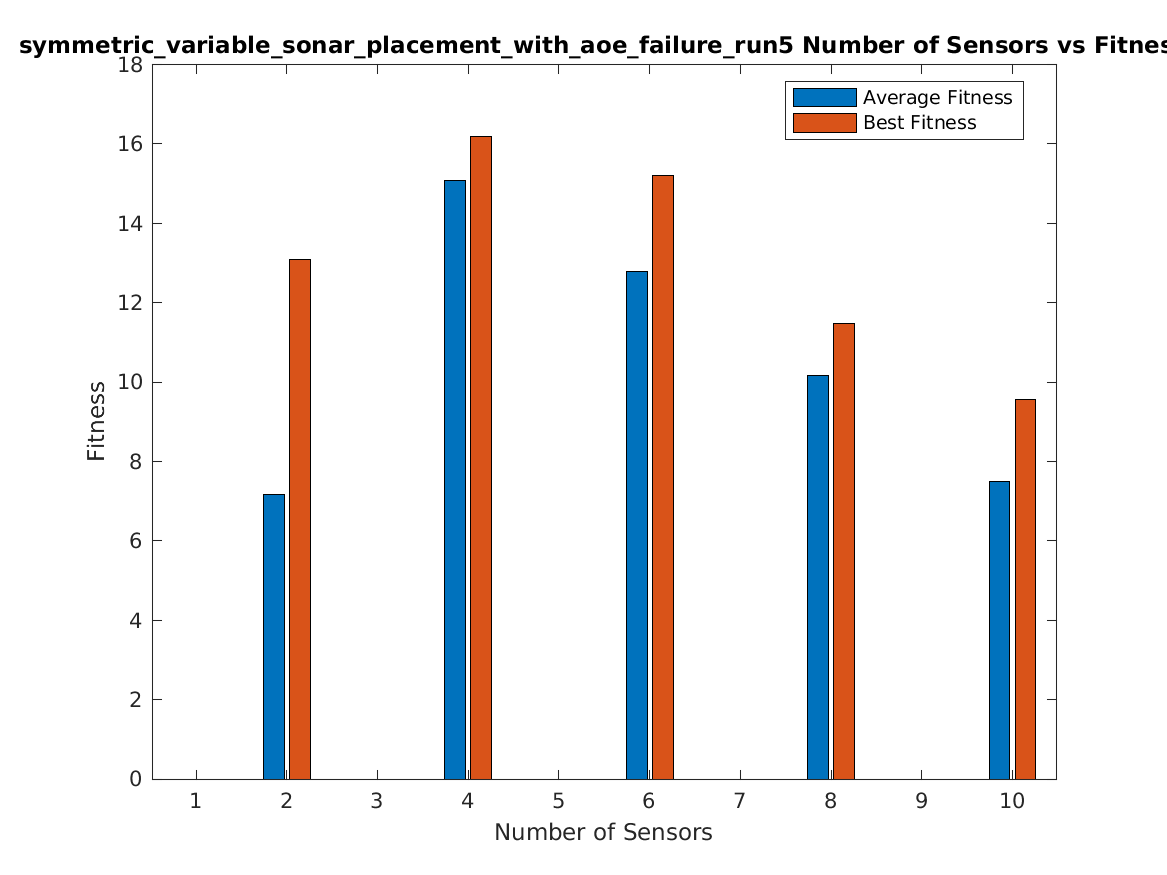 symmetric_variable_sonar_placement_with_aoe_failure_run5 Number of Sensors vs Fitnes
18
16
14
12
10
8
6
4
2
0
Fitness
Average Fitness
Best Fitness
1 2 3 4 5 6 7 8 9 10
Number of Sensors